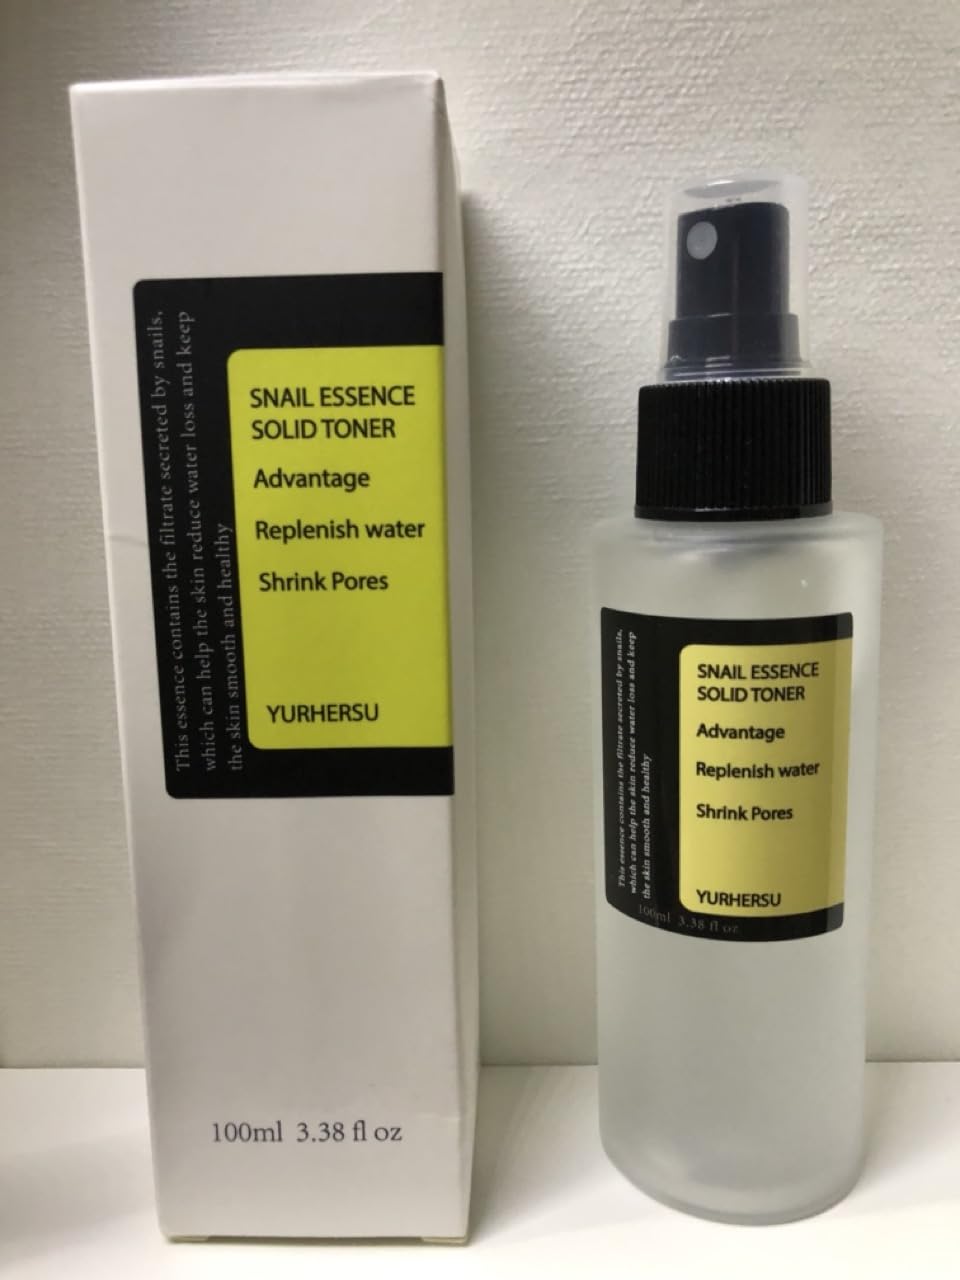 This essence contains the filtrate secreted by snails,
which can help the skin reduce water loss and keep
the skin smooth and healthy
SNAIL ESSENCE
SOLID TONER
Advantage
Replenish water
Shrink Pores
YURHERSU
100ml 3.38 fl oz
This essence contains the filtrate secreted by snails,
which can help the skin reduce water loss and keep
the skin smooth and healthy
SNAIL ESSENCE
SOLID TONER
Advantage
Replenish water
Shrink Pores
YURHERSU
100ml 3.38 fl oz